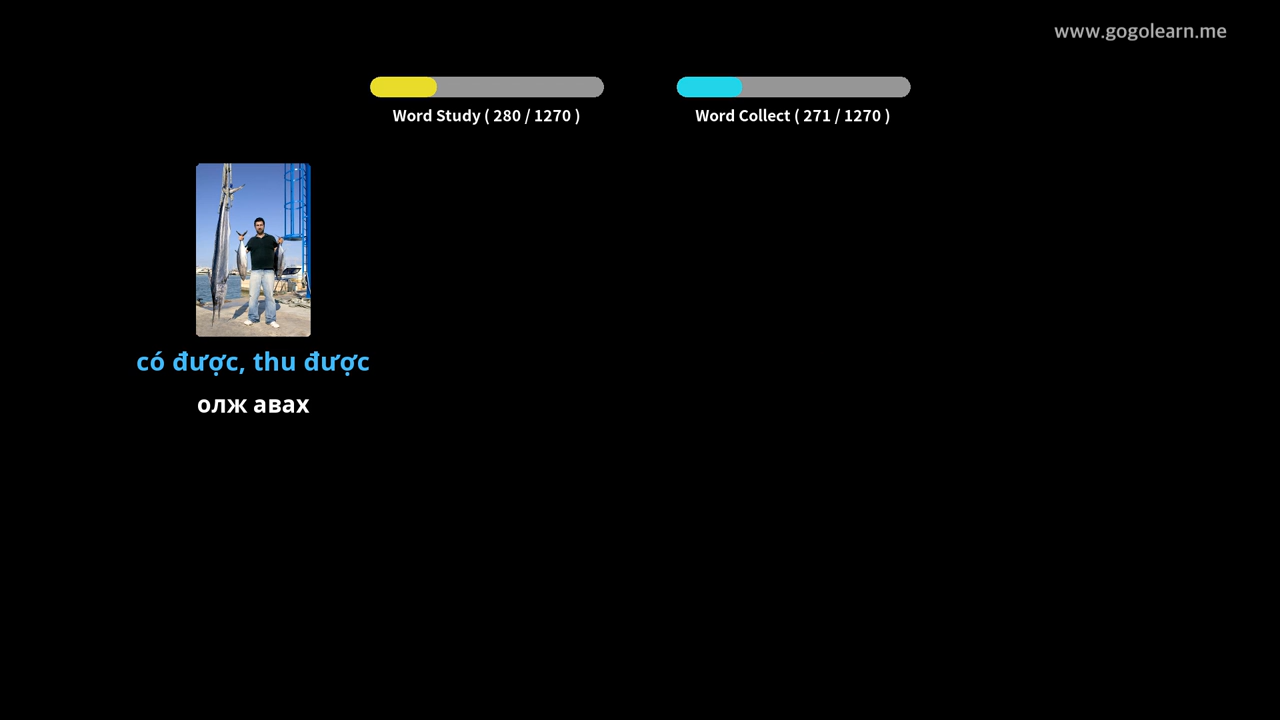 www.gogolearn.me
Word Study ( 280 / 1270 )
Word Collect ( 271 / 1270 )
có được, thu được
олж авах